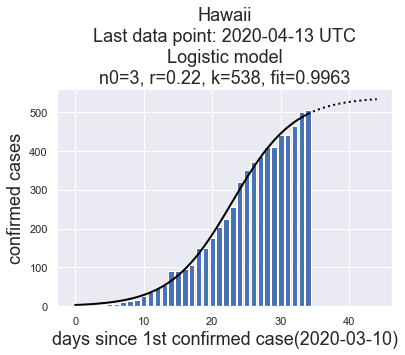 Hawaii
Last data point: 2020-04-13 UTC
Logistic model
n0=3, r=0.22, k=538, fit=0.9963
confirmed cases
500
400
300
200
100
0
0 10 20 30 40
days since 1st confirmed case(2020-03-10)